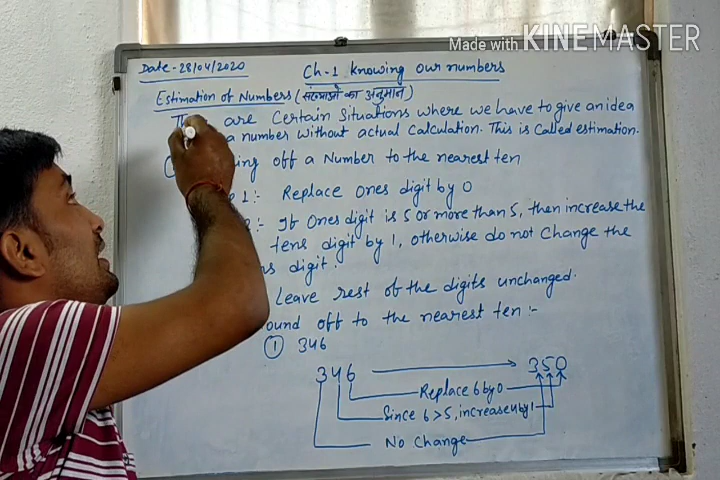 Made with KINEMASTER
Date - 28/04/2020
Ch-1 Knowing our numbers
Estimation of Numbers (संख्याओं का अनुमान)
are Certain Situations where we have to give an idea
a number without actual calculation. This is called estimation.
off a Number to the nearest ten
1:- Replace Ones digit by 0
:- If Ones digit is 5 or more than 5, then increase the
tens digit by 1, otherwise do not change the
digit.
Leave rest of the digits unchanged.
off to the nearest ten :-
① 346
346 → 350
Replace 6 by 0
Since 6 > 5, increase 4 by 1
No Change